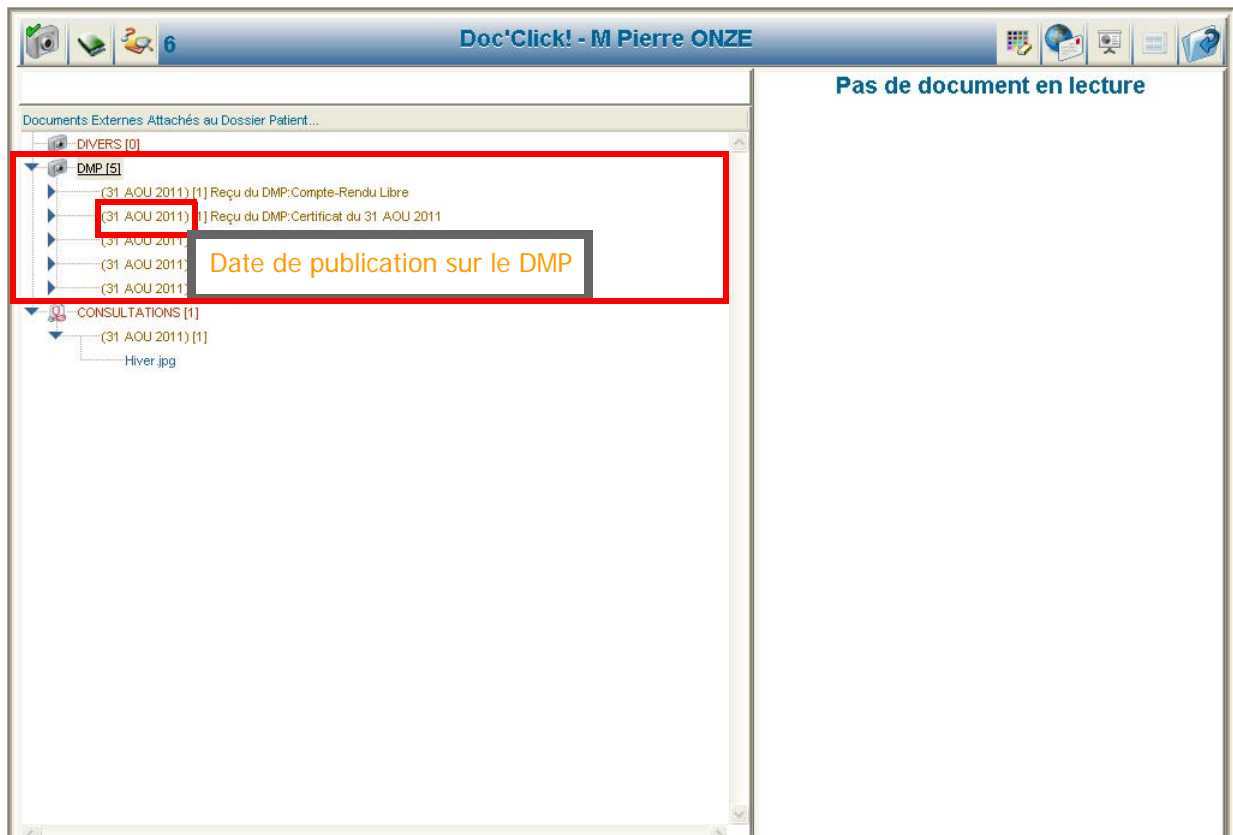 6
Doc'Click! - M Pierre ONZE
Pas de document en lecture
Documents Externes Attachés au Dossier Patient...
DIVERS [0]
DMP [5]
(31 AOU 2011) [1] Reçu du DMP:Compte-Rendu Libre
(31 AOU 2011) [1] Reçu du DMP:Certificat du 31 AOU 2011
(31 AOU 2011)
Date de publication sur le DMP
(31 AOU 2011)
(31 AOU 2011)
CONSULTATIONS [1]
(31 AOU 2011) [1]
Hiver.jpg